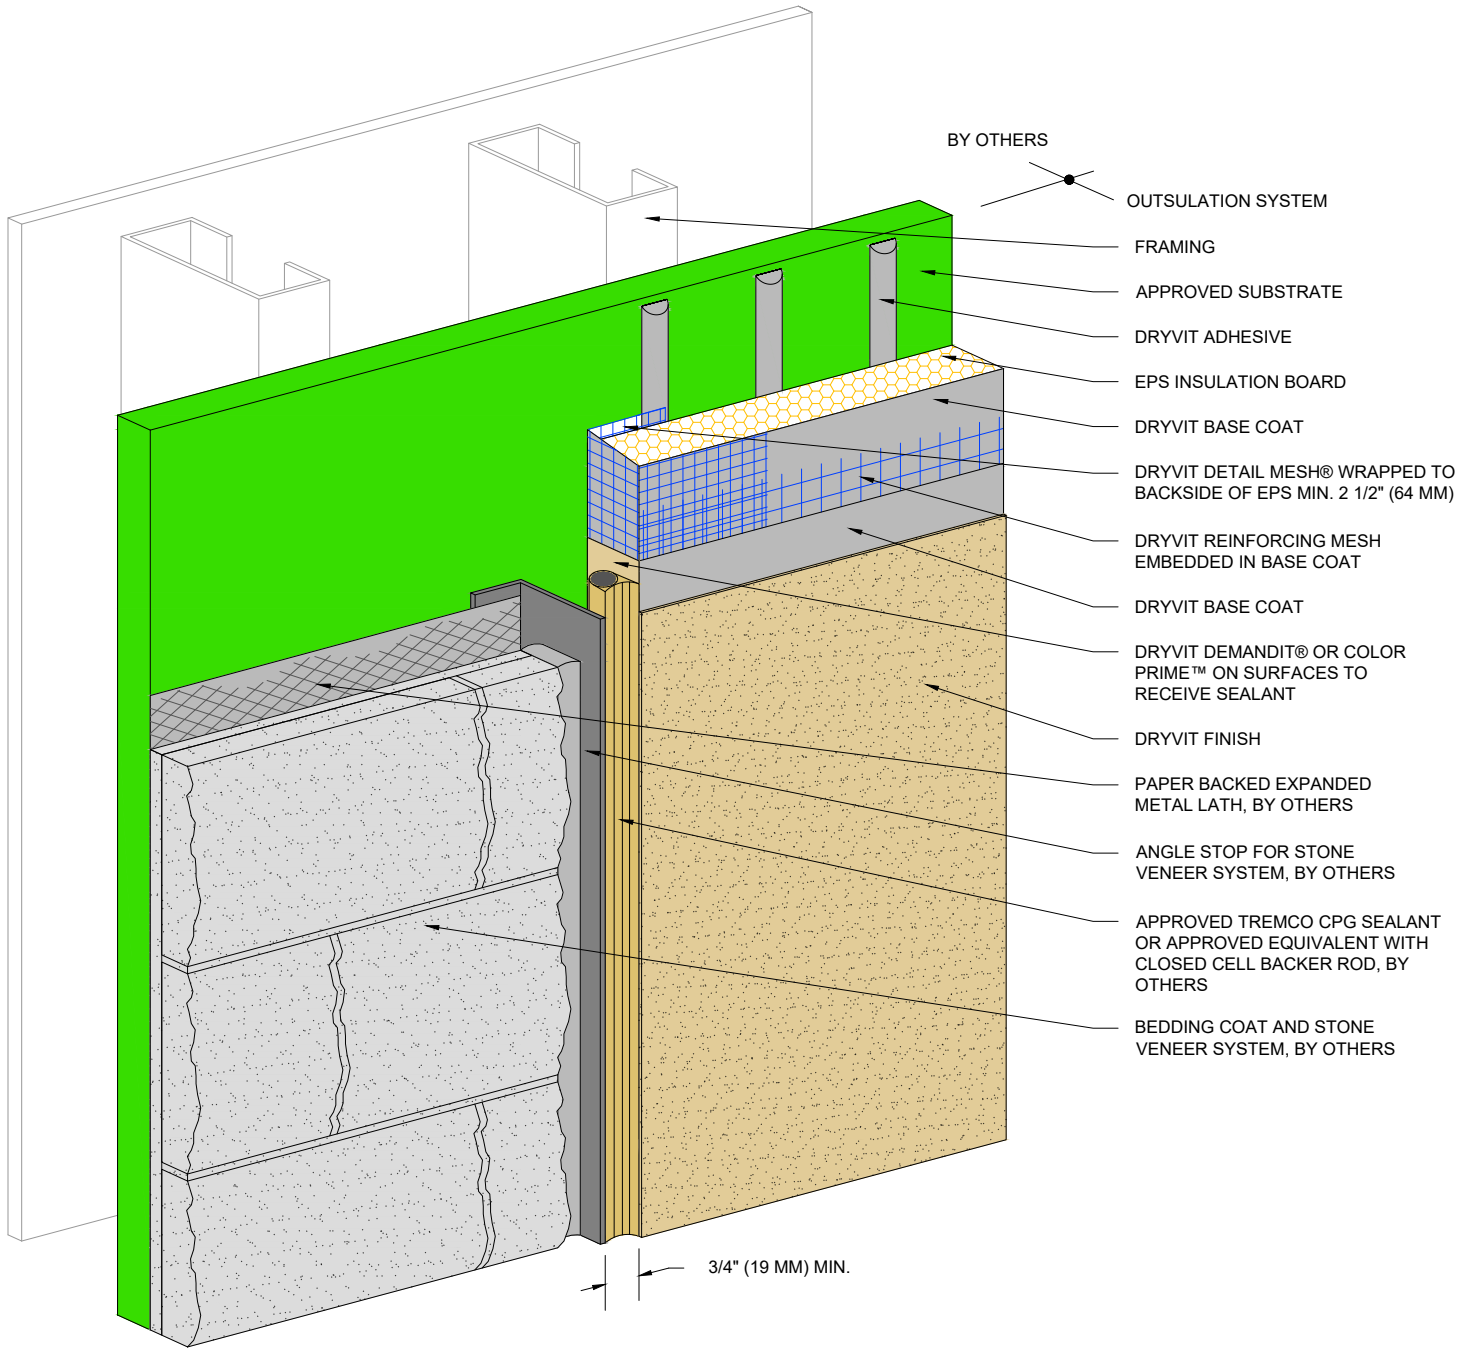 BY OTHERS
OUTSULATION SYSTEM
FRAMING
APPROVED SUBSTRATE
DRYVIT ADHESIVE
EPS INSULATION BOARD
DRYVIT BASE COAT
DRYVIT DETAIL MESH® WRAPPED TO
BACKSIDE OF EPS MIN. 2 1/2" (64 MM)
DRYVIT REINFORCING MESH
EMBEDDED IN BASE COAT
DRYVIT BASE COAT
DRYVIT DEMANDIT® OR COLOR
PRIME™ ON SURFACES TO
RECEIVE SEALANT
DRYVIT FINISH
PAPER BACKED EXPANDED
METAL LATH, BY OTHERS
ANGLE STOP FOR STONE
VENEER SYSTEM, BY OTHERS
APPROVED TREMCO CPG SEALANT
OR APPROVED EQUIVALENT WITH
CLOSED CELL BACKER ROD, BY
OTHERS
BEDDING COAT AND STONE
VENEER SYSTEM, BY OTHERS
3/4" (19 MM) MIN.